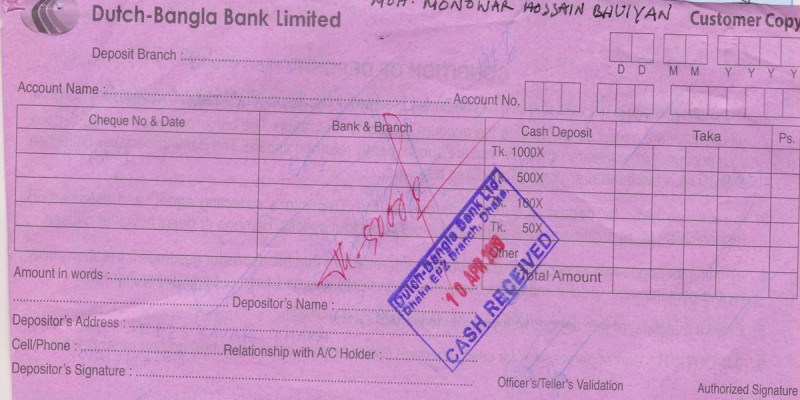 Dutch-Bangla Bank Limited
MOH. MONOWAR HOSSAIN BHUIYAN
Customer Copy
Deposit Branch :
D D M M Y Y Y Y
Account Name : Account No.
Cheque No & Date Bank & Branch Cash Deposit Taka Ps.
Tk. 1000X
500X
Tk. 100X
Tk. 50X
Other
Total Amount
Dutch-Bangla Bank Ltd.
Dhaka EPZ Branch, Dhaka.
10 APR
CASH RECEIVED
Amount in words :
Depositor's Name :
Depositor's Address :
Cell/Phone : Relationship with A/C Holder :
Depositor's Signature :
Officer's/Teller's Validation
Authorized Signature